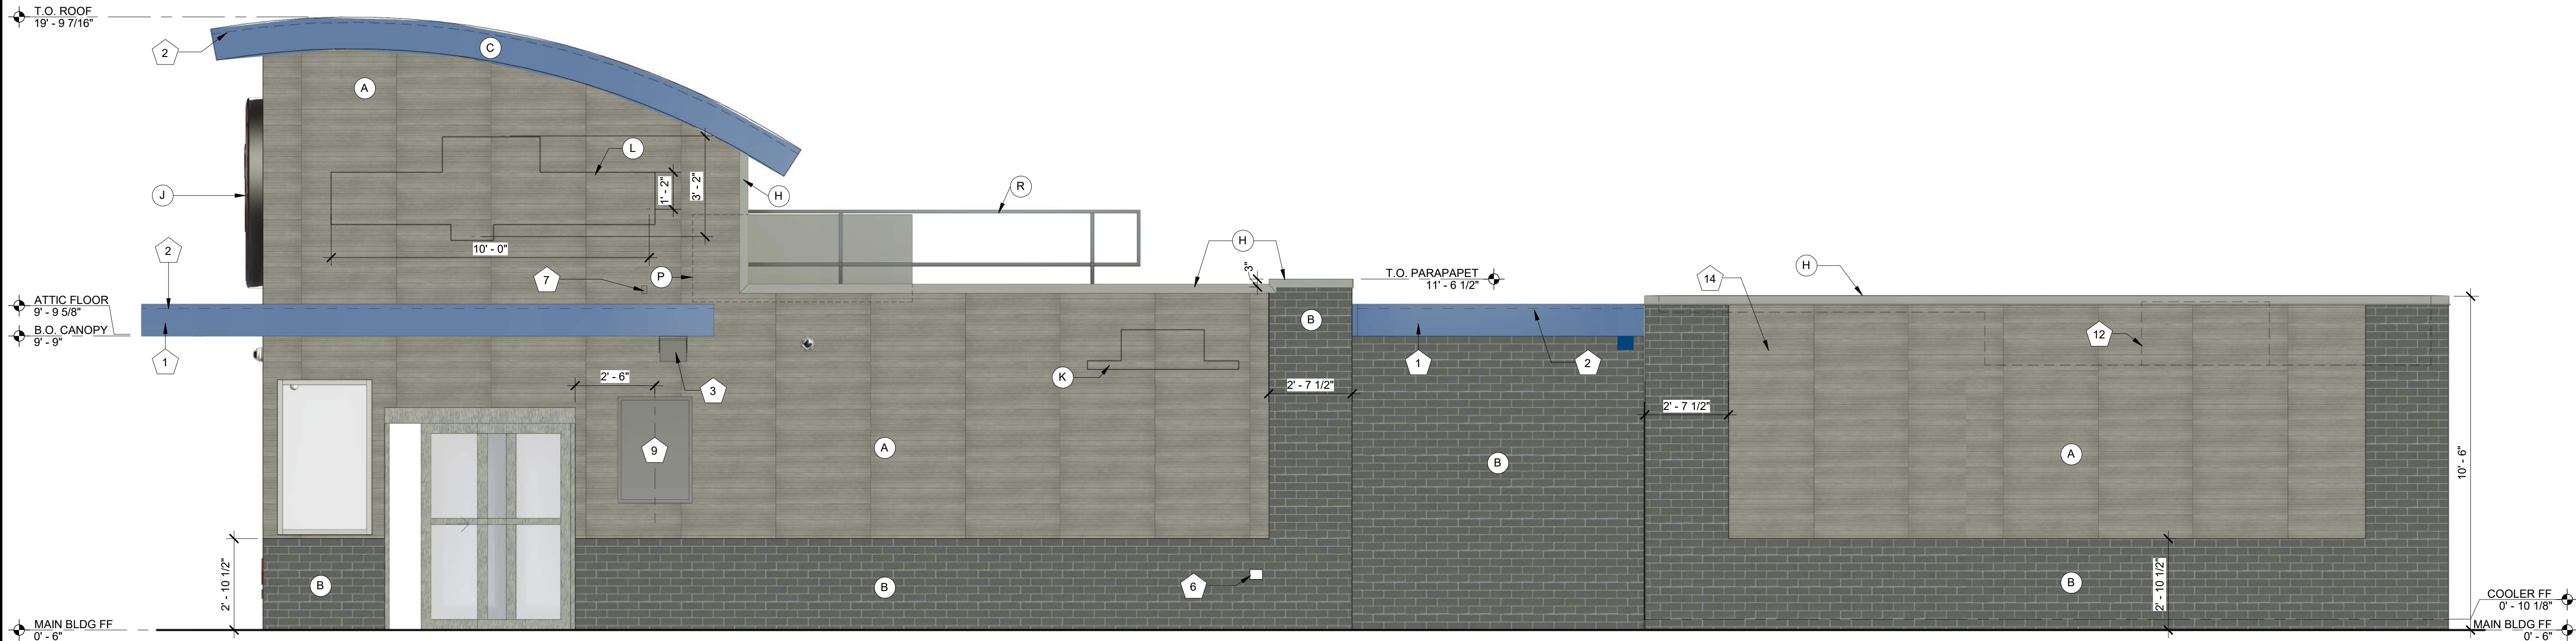 T.O. ROOF
19' - 9 7/16"
2
C
A
L
J
H
R
1' - 2"
3' - 2"
10' - 0"
2
7
P
H
3"
T.O. PARAPAPET
11' - 6 1/2"
14
H
ATTIC FLOOR
9' - 9 5/8"
B.O. CANOPY
9' - 9"
1
B
12
1
2
3
K
2' - 6"
2' - 7 1/2"
2' - 7 1/2"
9
A
B
A
10' - 6"
2' - 10 1/2"
B
B
6
B
2' - 10 1/2"
COOLER FF
0' - 10 1/8"
MAIN BLDG FF
0' - 6"
MAIN BLDG FF
0' - 6"